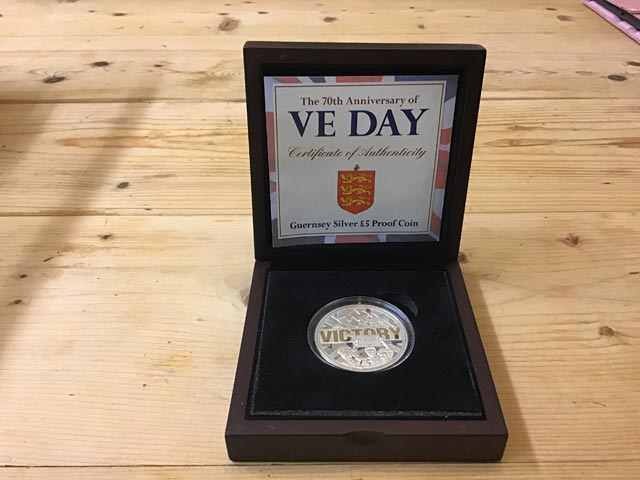 The 70th Anniversary of
VE DAY
Certificate of Authenticity
Guernsey Silver £5 Proof Coin
VICTORY